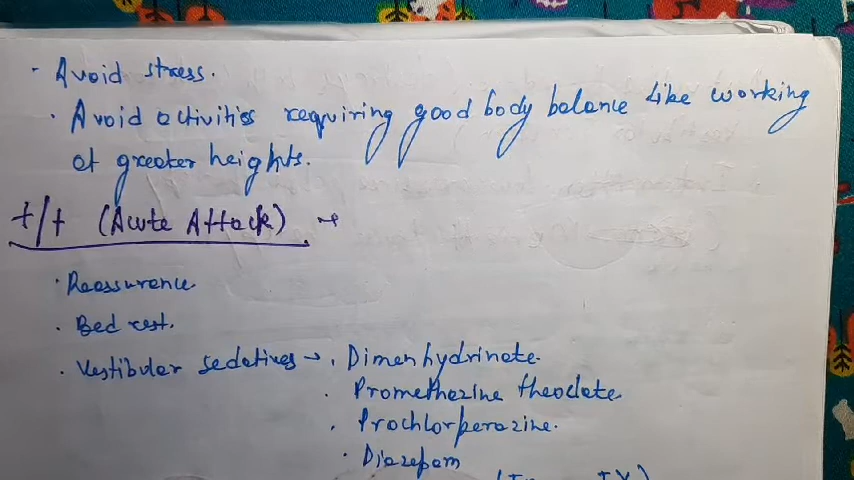 · Avoid stress.
· Avoid activities requiring good body balance like working
at greater heights.
t/t (Acute Attack) →
· Reassurence.
· Bed rest.
· Vestibular sedatives → · Dimenhydrinate.
· Promethazine theoclate.
· Prochlorperazine.
· Diazepam